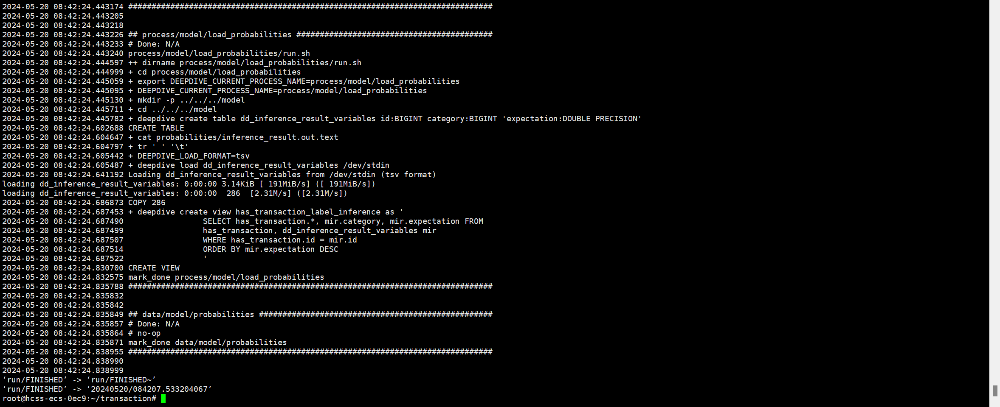 2024-05-20 08:42:24.443174 ##############################################################################
2024-05-20 08:42:24.443205
2024-05-20 08:42:24.443218
2024-05-20 08:42:24.443226 ## process/model/load_probabilities ##########################################
2024-05-20 08:42:24.443233 # Done: N/A
2024-05-20 08:42:24.443240 process/model/load_probabilities/run.sh
2024-05-20 08:42:24.444597 ++ dirname process/model/load_probabilities/run.sh
2024-05-20 08:42:24.444999 + cd process/model/load_probabilities
2024-05-20 08:42:24.445059 + export DEEPDIVE_CURRENT_PROCESS_NAME=process/model/load_probabilities
2024-05-20 08:42:24.445095 + DEEPDIVE_CURRENT_PROCESS_NAME=process/model/load_probabilities
2024-05-20 08:42:24.445130 + mkdir -p ../../../model
2024-05-20 08:42:24.445711 + cd ../../../model
2024-05-20 08:42:24.445782 + deepdive create table dd_inference_result_variables id:BIGINT category:BIGINT 'expectation:DOUBLE PRECISION'
2024-05-20 08:42:24.602688 CREATE TABLE
2024-05-20 08:42:24.604647 + cat probabilities/inference_result.out.text
2024-05-20 08:42:24.604797 + tr ' ' '\t'
2024-05-20 08:42:24.605442 + DEEPDIVE_LOAD_FORMAT=tsv
2024-05-20 08:42:24.605487 + deepdive load dd_inference_result_variables /dev/stdin
2024-05-20 08:42:24.641192 Loading dd_inference_result_variables from /dev/stdin (tsv format)
loading dd_inference_result_variables: 0:00:00 3.14KiB [ 191MiB/s] ([ 191MiB/s])
loading dd_inference_result_variables: 0:00:00  286  [2.31M/s] ([2.31M/s])
2024-05-20 08:42:24.686873 COPY 286
2024-05-20 08:42:24.687453 + deepdive create view has_transaction_label_inference as '
2024-05-20 08:42:24.687490                 SELECT has_transaction.*, mir.category, mir.expectation FROM
2024-05-20 08:42:24.687499                 has_transaction, dd_inference_result_variables mir
2024-05-20 08:42:24.687507                 WHERE has_transaction.id = mir.id
2024-05-20 08:42:24.687514                 ORDER BY mir.expectation DESC
2024-05-20 08:42:24.687522                 '
2024-05-20 08:42:24.830700 CREATE VIEW
2024-05-20 08:42:24.832575 mark_done process/model/load_probabilities
2024-05-20 08:42:24.835788 ##############################################################################
2024-05-20 08:42:24.835832
2024-05-20 08:42:24.835842
2024-05-20 08:42:24.835849 ## data/model/probabilities ##################################################
2024-05-20 08:42:24.835857 # Done: N/A
2024-05-20 08:42:24.835864 # no-op
2024-05-20 08:42:24.835871 mark_done data/model/probabilities
2024-05-20 08:42:24.838955 ##############################################################################
2024-05-20 08:42:24.838990
2024-05-20 08:42:24.838999
‘run/FINISHED’ -> ‘run/FINISHED~’
‘run/FINISHED’ -> ‘20240520/084207.533204067’
root@hcss-ecs-0ec9:~/transaction#